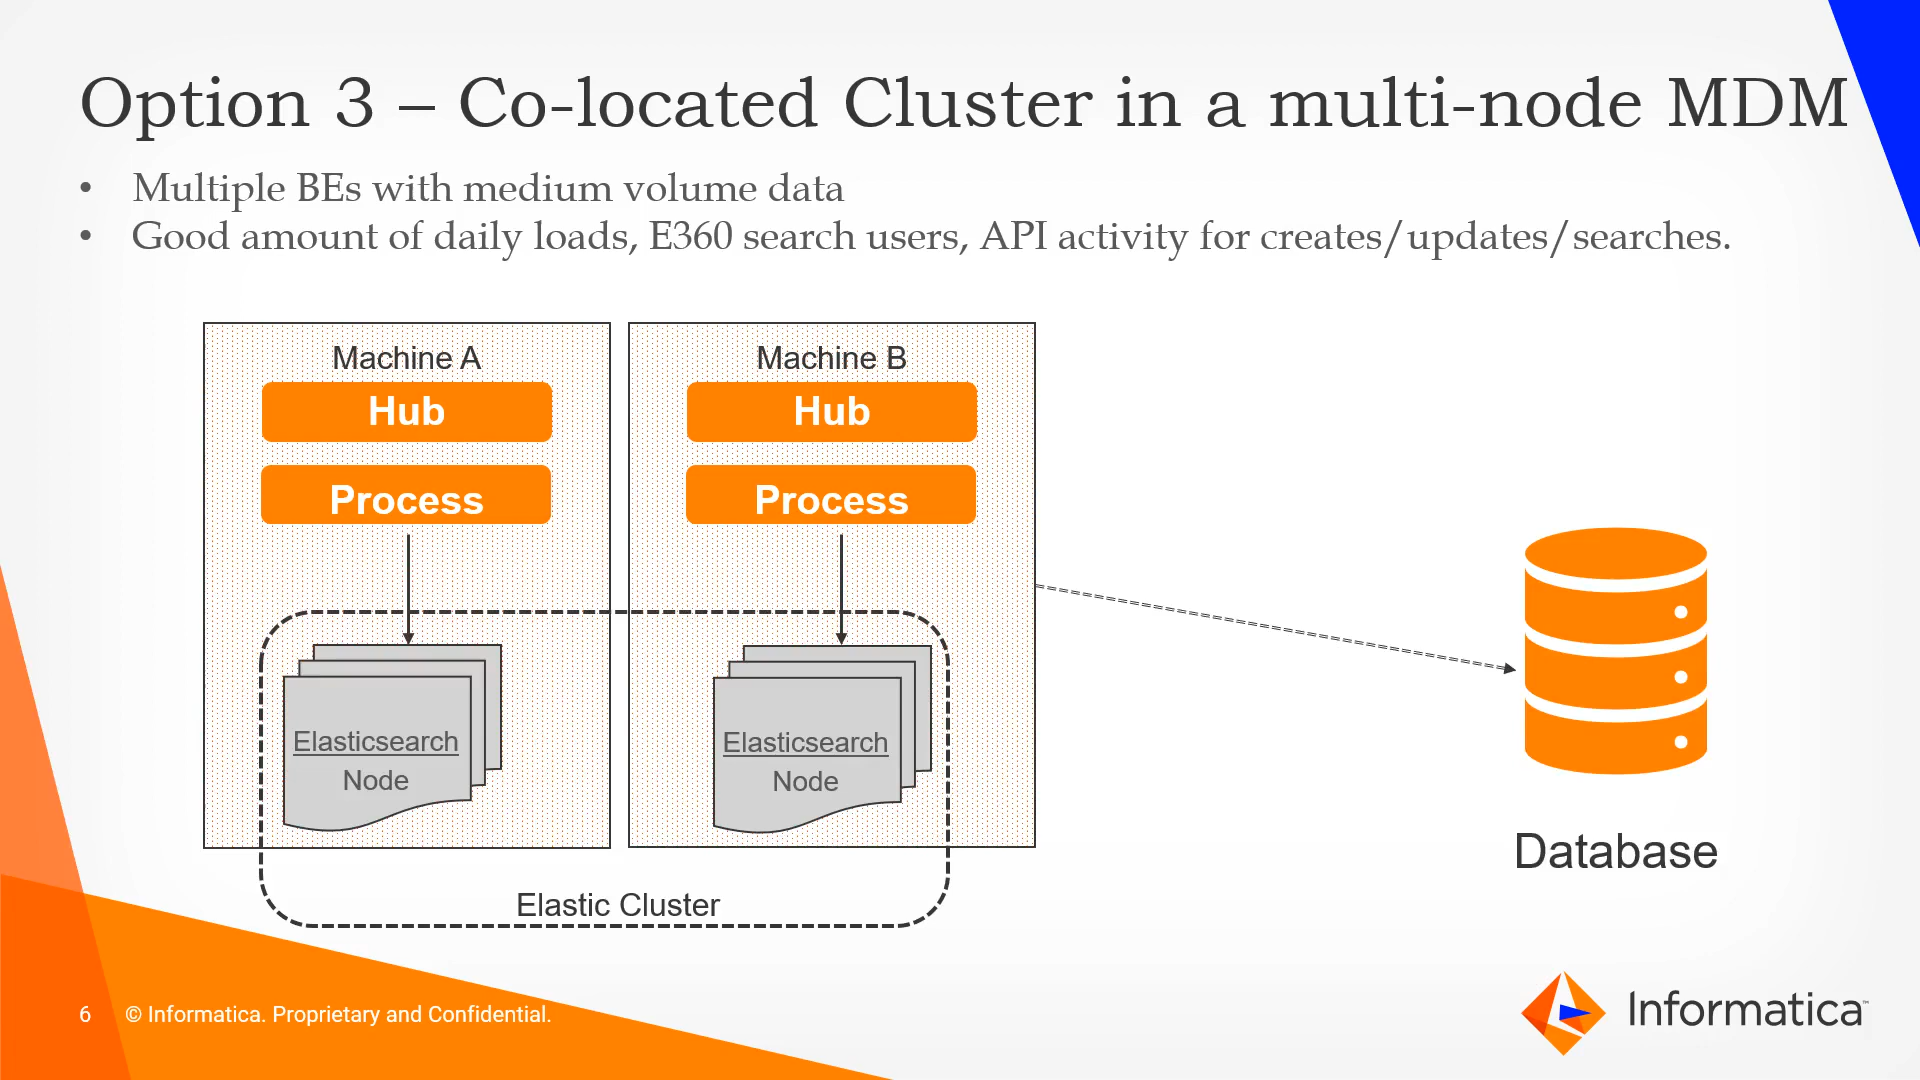 Option 3 – Co-located Cluster in a multi-node MDM
• Multiple BEs with medium volume data
• Good amount of daily loads, E360 search users, API activity for creates/updates/searches.
Machine A
Hub
Process
Elasticsearch
Node
Machine B
Hub
Process
Elasticsearch
Node
Elastic Cluster
Database
6 © Informatica. Proprietary and Confidential.
Informatica™